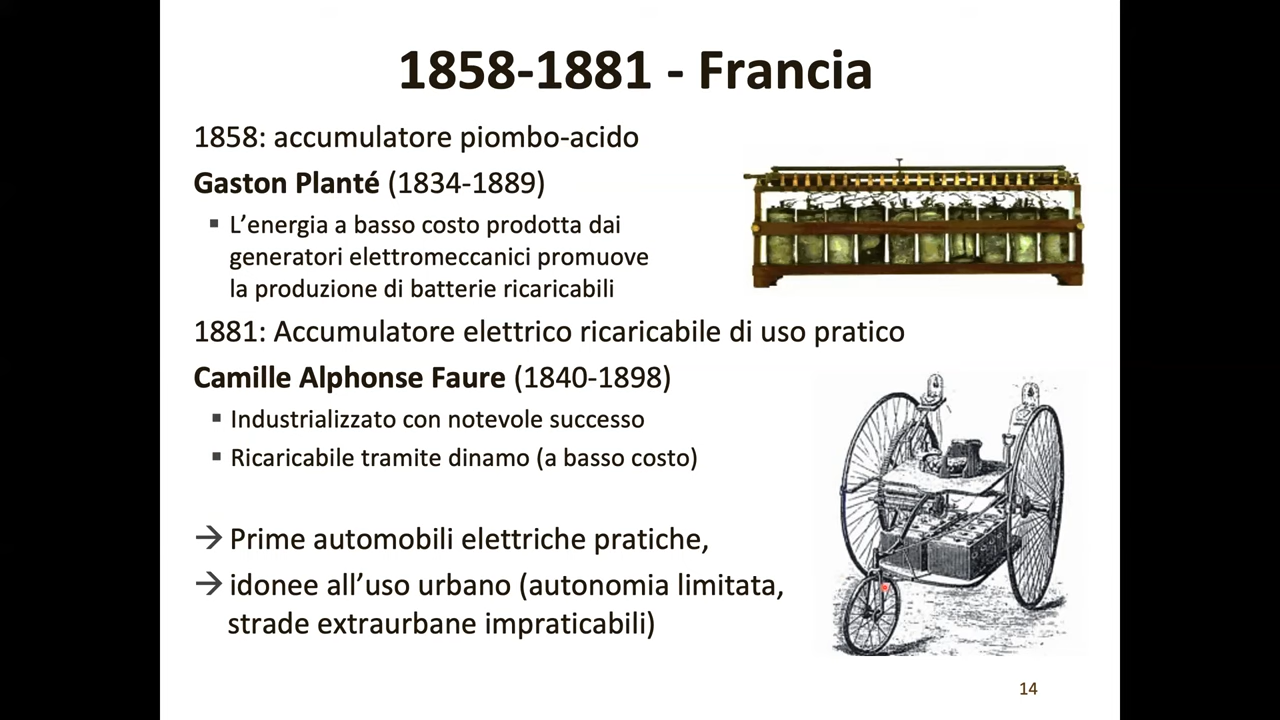 1858-1881 - Francia
1858: accumulatore piombo-acido
Gaston Planté (1834-1889)
▪ L’energia a basso costo prodotta dai
generatori elettromeccanici promuove
la produzione di batterie ricaricabili
1881: Accumulatore elettrico ricaricabile di uso pratico
Camille Alphonse Faure (1840-1898)
▪ Industrializzato con notevole successo
▪ Ricaricabile tramite dinamo (a basso costo)
→ Prime automobili elettriche pratiche,
→ idonee all’uso urbano (autonomia limitata,
strade extraurbane impraticabili)
14